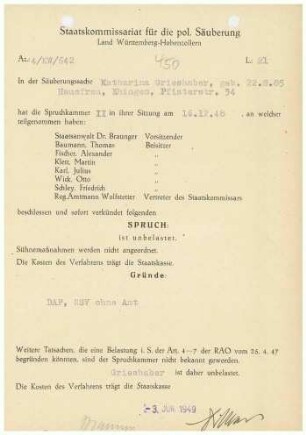 Staatskommissariat für die pol. Säuberung
Land Württemberg-Hohenzollern
Az.: 4/XII/642 450 L. 21
In der Säuberungssache Katharina Grieshaber, geb. 22.8.05
Hausfrau, Ehingen, Pfisterstr. 34
hat die Spruchkammer II in ihrer Sitzung am 16.12.48 , an welcher
teilgenommen haben:
Staatsanwalt Dr. Braunger Vorsitzender
Baumann, Thomas Beisitzer
Fischer, Alexander "
Klett, Martin "
Karl, Julius "
Wirk, Otto "
Schley, Friedrich "
Reg.Amtmann Wolfstetter Vertreter des Staatskommissars
beschlossen und sofort verkündet folgenden
SPRUCH:
ist unbelastet.
Sühnemaßnahmen werden nicht angeordnet.
Die Kosten des Verfahrens trägt die Staatskasse.
Gründe:
DAF, NSV ohne Amt
Weitere Tatsachen, die eine Belastung i. S. der Art. 4–7 der RAO vom 25. 4. 47
begründen könnten, sind der Spruchkammer nicht bekannt geworden.
Grieshaber ist daher unbelastet.
Die Kosten des Verfahrens trägt die Staatskasse
-3. JUN 1949